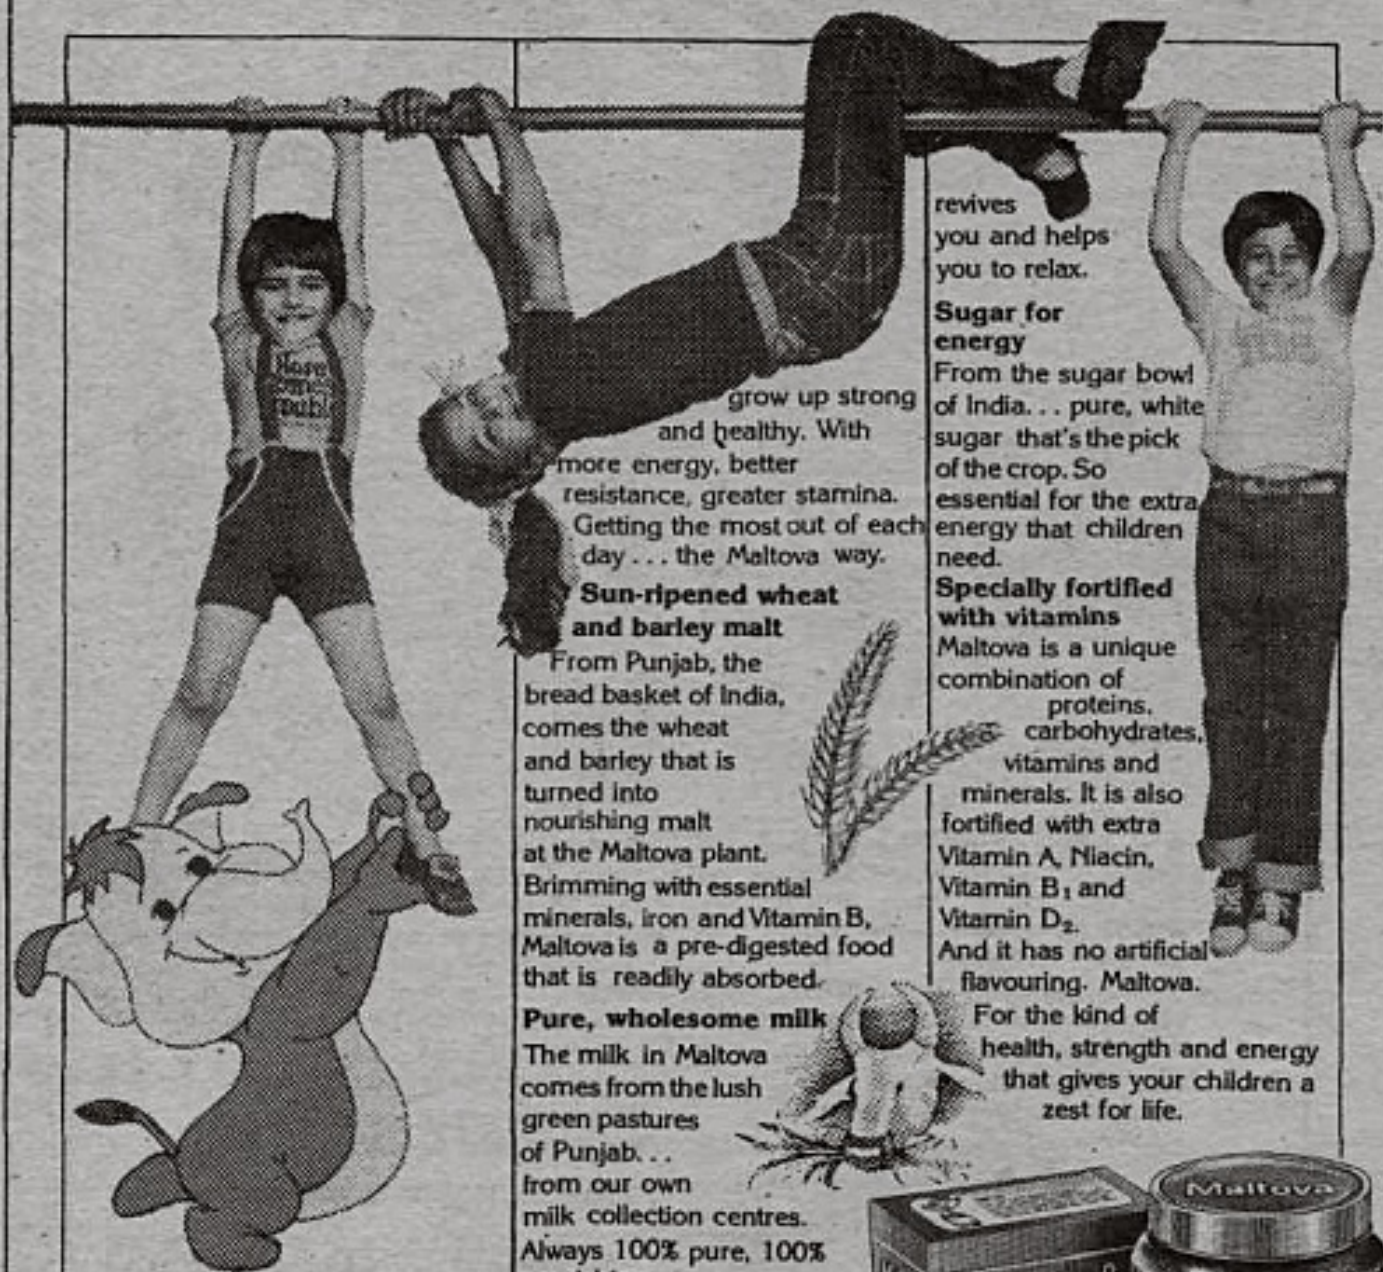 Have
grow up strong
and healthy. With
more energy, better
resistance, greater stamina.
Getting the most out of each
day . . . the Maltova way.
Sun-ripened wheat
and barley malt
From Punjab, the
bread basket of India,
comes the wheat
and barley that is
turned into
nourishing malt
at the Maltova plant.
Brimming with essential
minerals, iron and Vitamin B,
Maltova is a pre-digested food
that is readily absorbed.
Pure, wholesome milk
The milk in Maltova
comes from the lush
green pastures
of Punjab. . .
from our own
milk collection centres.
Always 100% pure, 100%
revives
you and helps
you to relax.
Sugar for
energy
From the sugar bowl
of India. . . pure, white
sugar that's the pick
of the crop. So
essential for the extra
energy that children
need.
Specially fortified
with vitamins
Maltova is a unique
combination of
proteins,
carbohydrates,
vitamins and
minerals. It is also
fortified with extra
Vitamin A, Niacin,
Vitamin B₁ and
Vitamin D₂.
And it has no artificial
flavouring. Maltova.
For the kind of
health, strength and energy
that gives your children a
zest for life.
Maltova